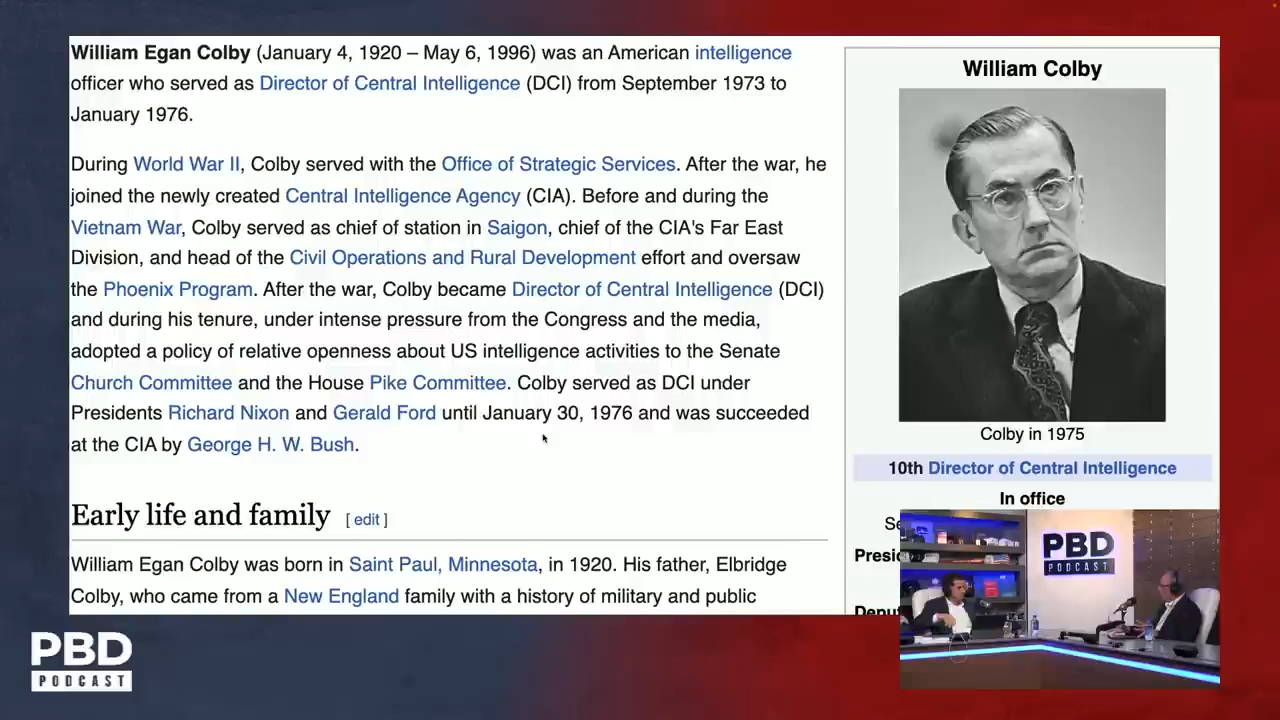 William Egan Colby (January 4, 1920 – May 6, 1996) was an American intelligence
officer who served as Director of Central Intelligence (DCI) from September 1973 to
January 1976.
During World War II, Colby served with the Office of Strategic Services. After the war, he
joined the newly created Central Intelligence Agency (CIA). Before and during the
Vietnam War, Colby served as chief of station in Saigon, chief of the CIA's Far East
Division, and head of the Civil Operations and Rural Development effort and oversaw
the Phoenix Program. After the war, Colby became Director of Central Intelligence (DCI)
and during his tenure, under intense pressure from the Congress and the media,
adopted a policy of relative openness about US intelligence activities to the Senate
Church Committee and the House Pike Committee. Colby served as DCI under
Presidents Richard Nixon and Gerald Ford until January 30, 1976 and was succeeded
at the CIA by George H. W. Bush.
Early life and family [ edit ]
William Egan Colby was born in Saint Paul, Minnesota, in 1920. His father, Elbridge
Colby, who came from a New England family with a history of military and public
William Colby
Colby in 1975
10th Director of Central Intelligence
In office
PBD
PODCAST
PBD
PODCAST